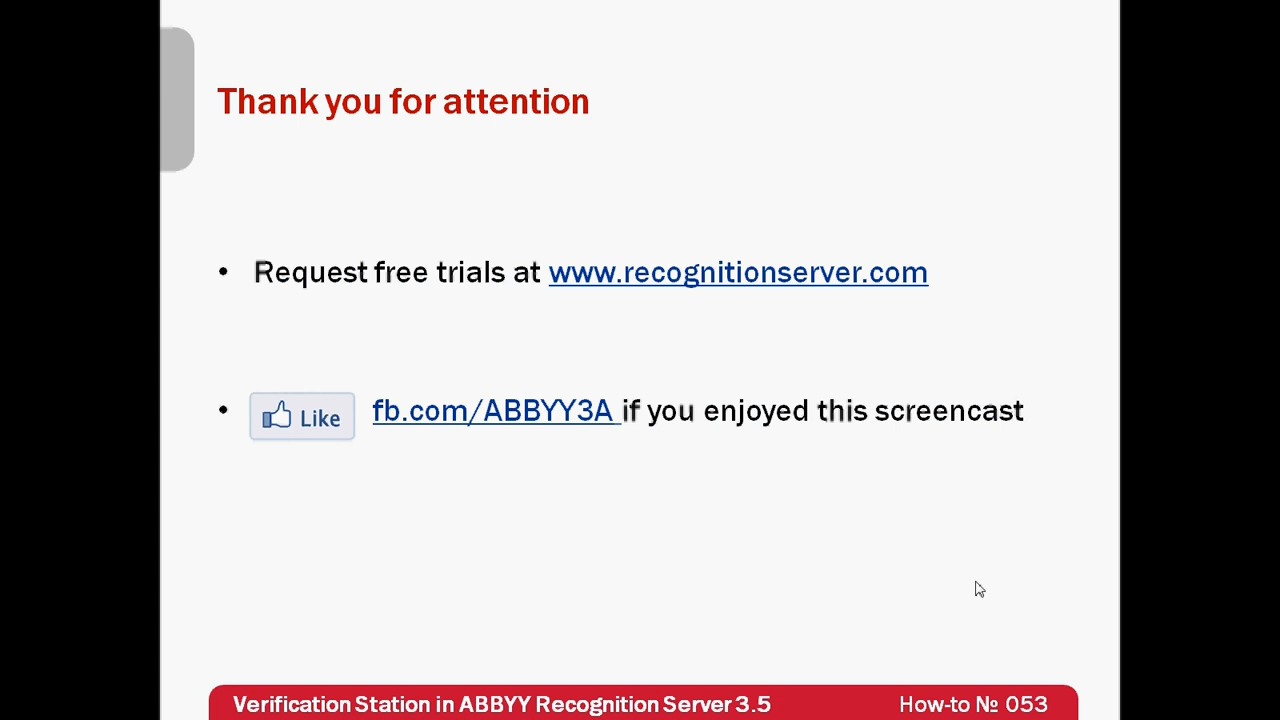 Thank you for attention
• Request free trials at www.recognitionserver.com
• Like fb.com/ABBYY3A if you enjoyed this screencast
Verification Station in ABBYY Recognition Server 3.5 How-to № 053